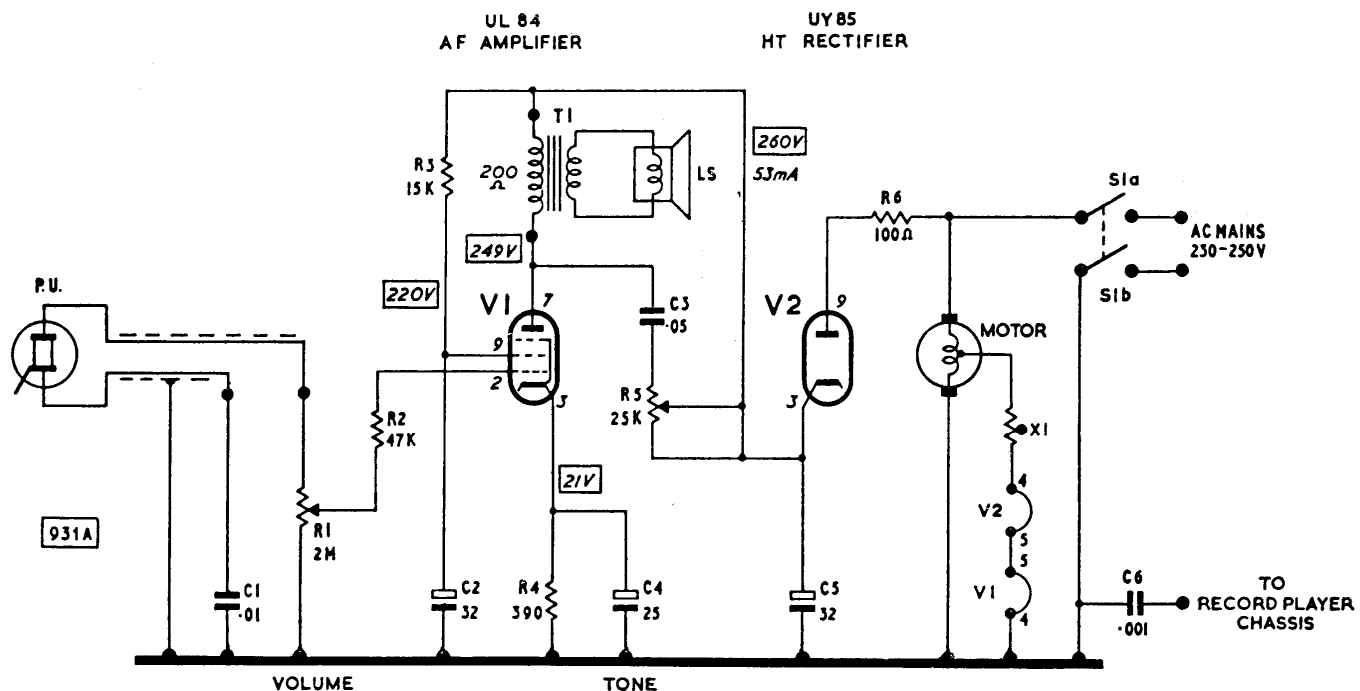 UL 84
AF AMPLIFIER
UY85
HT RECTIFIER
T1
R3
15K
200
Ω
LS
260V
53mA
S1a
R6
100Ω
AC MAINS
230-250V
S1b
249V
P.U.
220V
V1
7
9
2
3
C3
.05
V2
9
3
MOTOR
R5
25K
R2
47K
X1
4
V2
5
5
V1
4
21V
931A
R1
2M
C1
.01
C2
32
R4
390
C4
25
C5
32
C6
.001
TO
RECORD PLAYER
CHASSIS
VOLUME
TONE